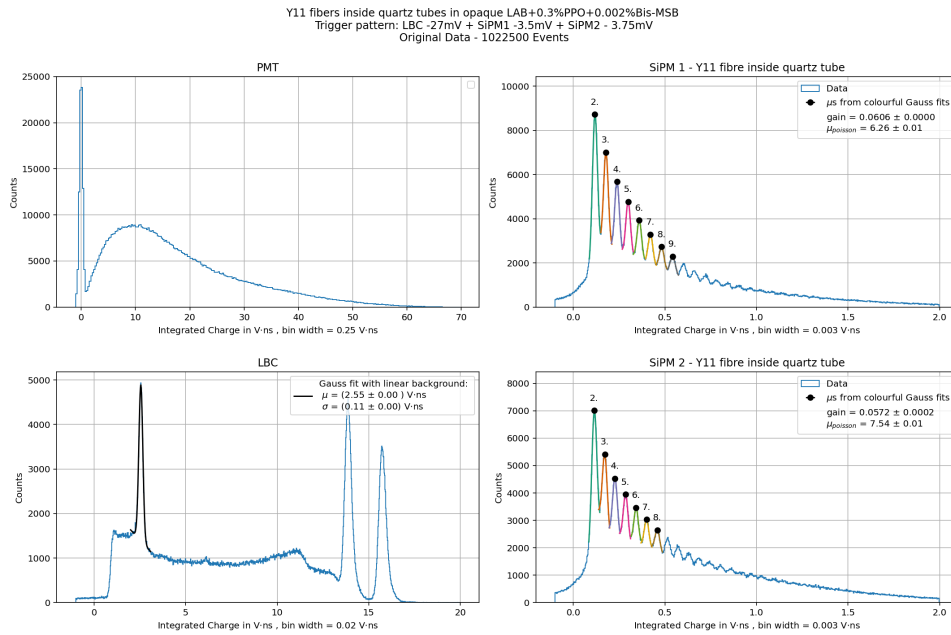 Y11 fibers inside quartz tubes in opaque LAB+0.3%PPO+0.002%Bis-MSB
Trigger pattern: LBC -27mV + SiPM1 -3.5mV + SiPM2 - 3.75mV
Original Data - 1022500 Events
PMT
25000
20000
15000
10000
5000
0
Counts
0 10 20 30 40 50 60 70
Integrated Charge in V·ns , bin width = 0.25 V·ns
SiPM 1 - Y11 fibre inside quartz tube
10000
8000
6000
4000
2000
0
Counts
2.
3.
4.
5.
6.
7.
8.
9.
Data
μs from colourful Gauss fits
gain = 0.0606 ± 0.0000
μpoisson = 6.26 ± 0.01
0.0 0.5 1.0 1.5 2.0
Integrated Charge in V·ns , bin width = 0.003 V·ns
LBC
5000
4000
3000
2000
1000
0
Counts
Gauss fit with linear background:
μ = (2.55 ± 0.00 ) V·ns
σ = (0.11 ± 0.00) V·ns
0 5 10 15 20
Integrated Charge in V·ns , bin width = 0.02 V·ns
SiPM 2 - Y11 fibre inside quartz tube
8000
7000
6000
5000
4000
3000
2000
1000
0
Counts
2.
3.
4.
5.
6.
7.
8.
Data
μs from colourful Gauss fits
gain = 0.0572 ± 0.0002
μpoisson = 7.54 ± 0.01
0.0 0.5 1.0 1.5 2.0
Integrated Charge in V·ns , bin width = 0.003 V·ns